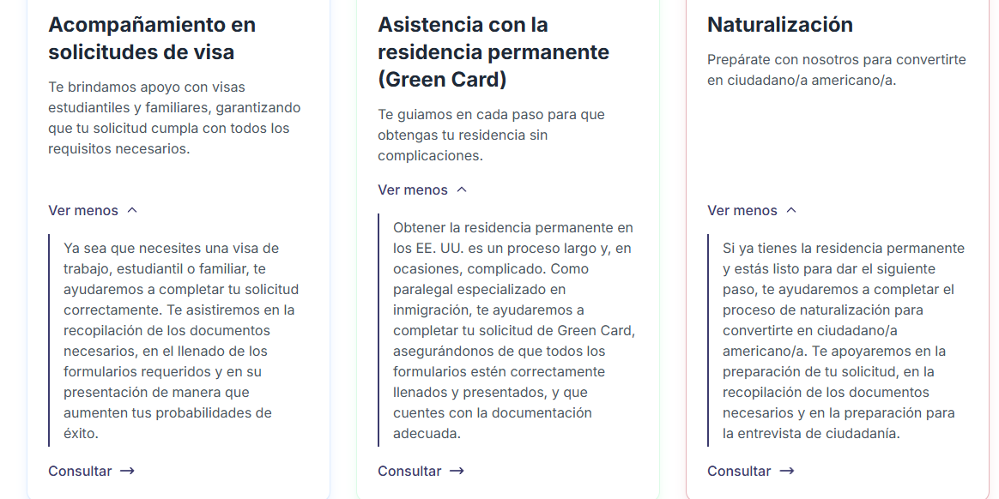 Acompañamiento en
solicitudes de visa
Te brindamos apoyo con visas
estudiantiles y familiares, garantizando
que tu solicitud cumpla con todos los
requisitos necesarios.
Ver menos
Ya sea que necesites una visa de
trabajo, estudiantil o familiar, te
ayudaremos a completar tu solicitud
correctamente. Te asistiremos en la
recopilación de los documentos
necesarios, en el llenado de los
formularios requeridos y en su
presentación de manera que
aumenten tus probabilidades de
éxito.
Consultar →
Asistencia con la
residencia permanente
(Green Card)
Te guiamos en cada paso para que
obtengas tu residencia sin
complicaciones.
Ver menos
Obtener la residencia permanente en
los EE. UU. es un proceso largo y, en
ocasiones, complicado. Como
paralegal especializado en
inmigración, te ayudaremos a
completar tu solicitud de Green Card,
asegurándonos de que todos los
formularios estén correctamente
llenados y presentados, y que
cuentes con la documentación
adecuada.
Consultar →
Naturalización
Prepárate con nosotros para convertirte
en ciudadano/a americano/a.
Ver menos
Si ya tienes la residencia permanente
y estás listo para dar el siguiente
paso, te ayudaremos a completar el
proceso de naturalización para
convertirte en ciudadano/a
americano/a. Te apoyaremos en la
preparación de tu solicitud, en la
recopilación de los documentos
necesarios y en la preparación para
la entrevista de ciudadanía.
Consultar →